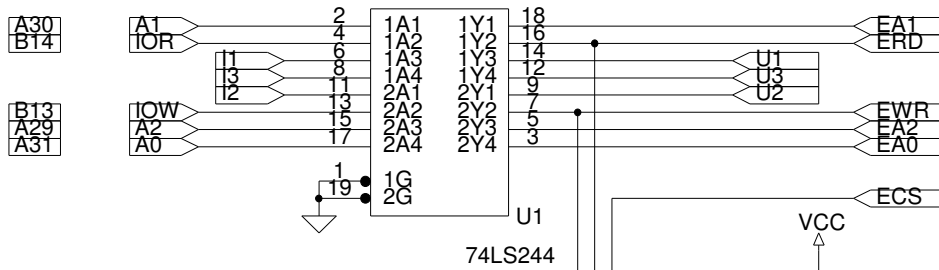 2 18
A30 A1 1A1 1Y1 EA1
4 16
B14 IOR 1A2 1Y2 ERD
6 14
I1 1A3 1Y3 U1
8 12
I3 1A4 1Y4 U3
11 9
I2 2A1 2Y1 U2
13 7
B13 IOW 2A2 2Y2 EWR
15 5
A29 A2 2A3 2Y3 EA2
17 3
A31 A0 2A4 2Y4 EA0
1
1G
19
2G ECS
U1
VCC
74LS244